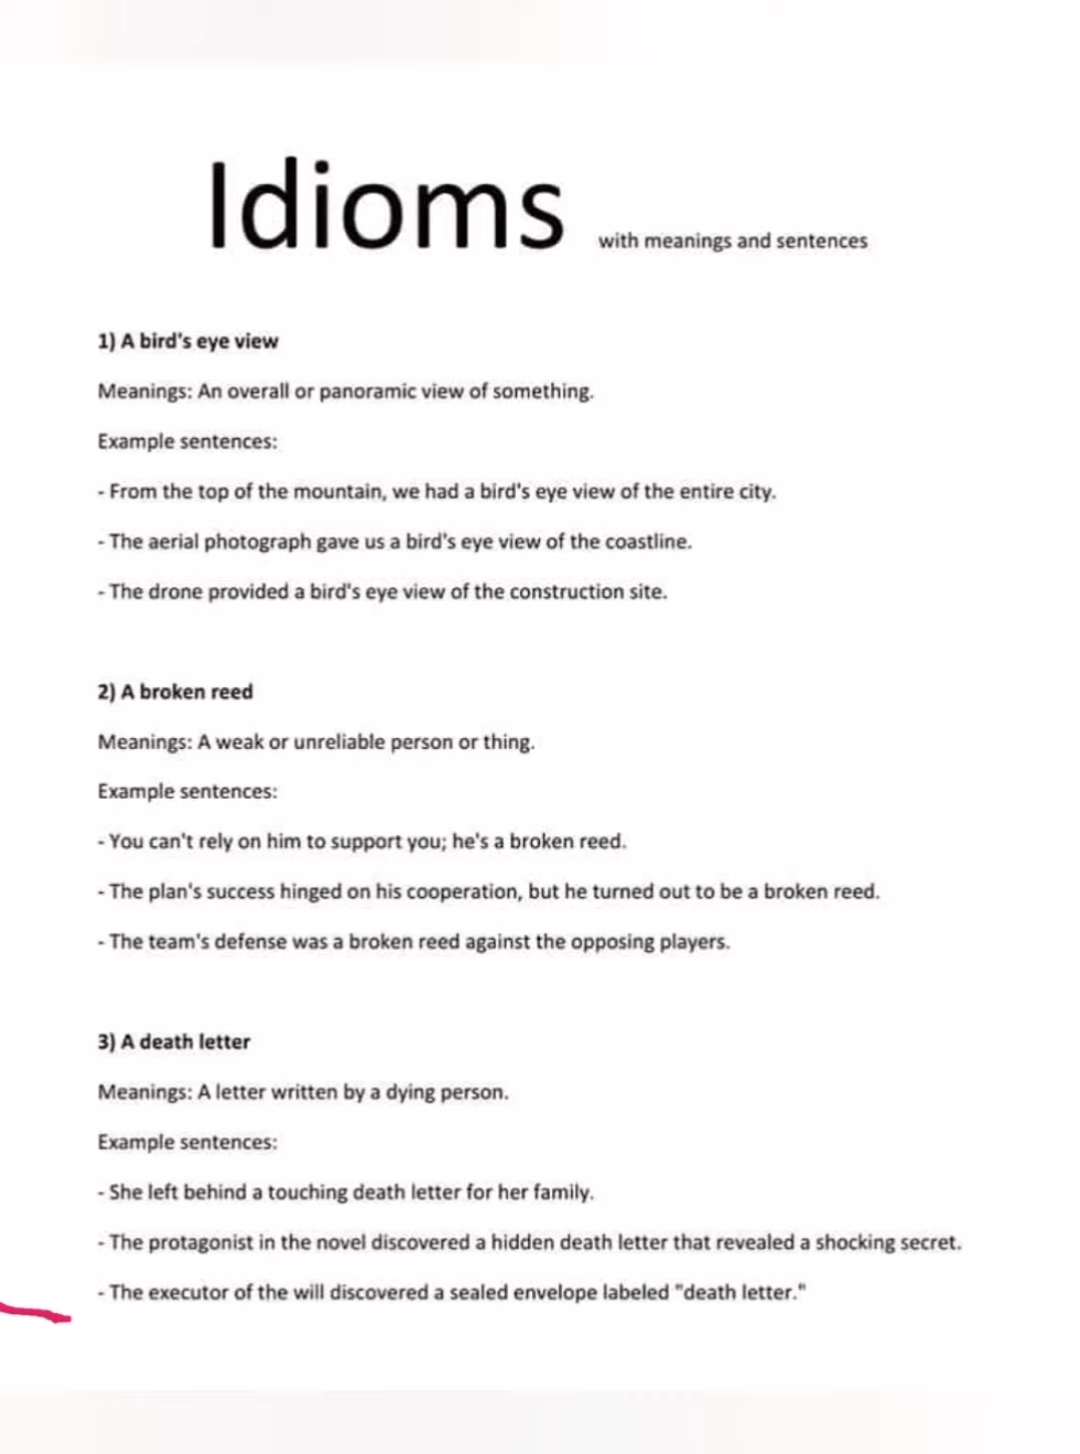 Idioms with meanings and sentences
1) A bird's eye view
Meanings: An overall or panoramic view of something.
Example sentences:
- From the top of the mountain, we had a bird's eye view of the entire city.
- The aerial photograph gave us a bird's eye view of the coastline.
- The drone provided a bird's eye view of the construction site.
2) A broken reed
Meanings: A weak or unreliable person or thing.
Example sentences:
- You can't rely on him to support you; he's a broken reed.
- The plan's success hinged on his cooperation, but he turned out to be a broken reed.
- The team's defense was a broken reed against the opposing players.
3) A death letter
Meanings: A letter written by a dying person.
Example sentences:
- She left behind a touching death letter for her family.
- The protagonist in the novel discovered a hidden death letter that revealed a shocking secret.
- The executor of the will discovered a sealed envelope labeled "death letter."